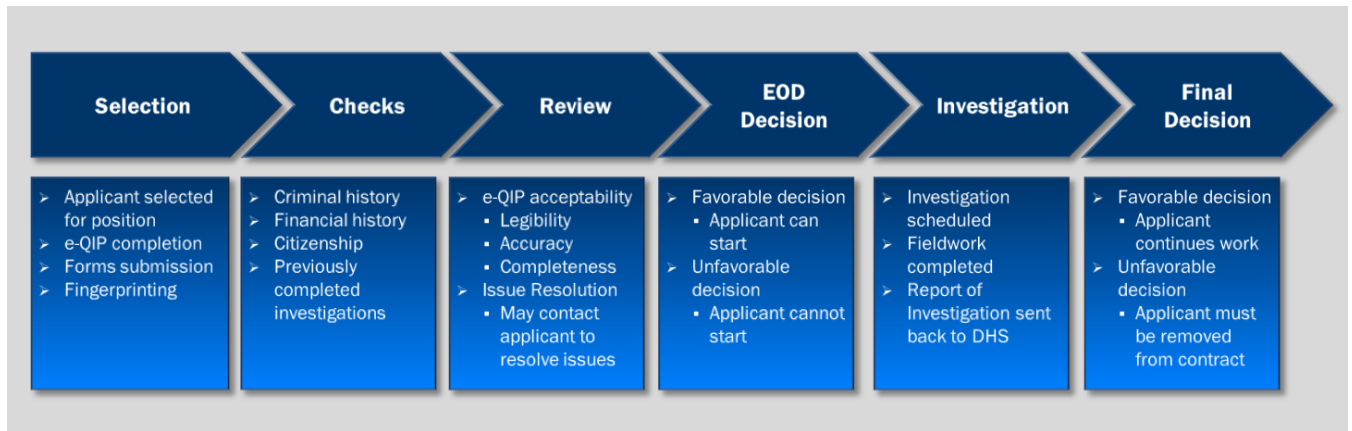 Selection
Checks
Review
EOD
Decision
Investigation
Final
Decision
➢ Applicant selected
for position
➢ e-QIP completion
➢ Forms submission
➢ Fingerprinting
➢ Criminal history
➢ Financial history
➢ Citizenship
➢ Previously
completed
investigations
➢ e-QIP acceptability
▪ Legibility
▪ Accuracy
▪ Completeness
➢ Issue Resolution
▪ May contact
applicant to
resolve issues
➢ Favorable decision
▪ Applicant can
start
➢ Unfavorable
decision
▪ Applicant cannot
start
➢ Investigation
scheduled
➢ Fieldwork
completed
➢ Report of
Investigation sent
back to DHS
➢ Favorable decision
▪ Applicant
continues work
➢ Unfavorable
decision
▪ Applicant must
be removed
from contract